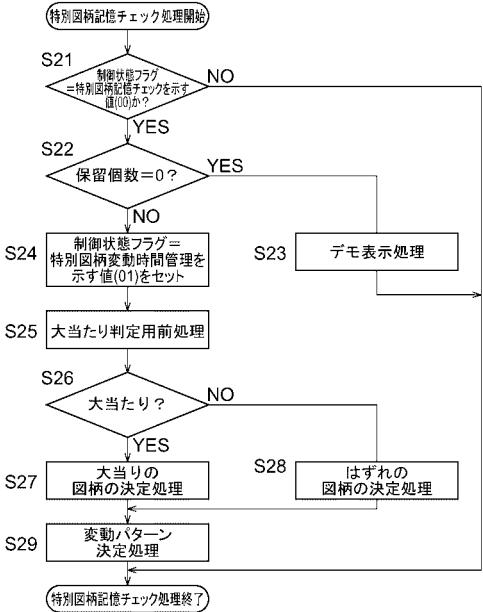 特別図柄記憶チェック処理開始
S21
制御状態フラグ
=特別図柄記憶チェックを示す
値(00)か?
NO
YES
S22
保留個数=0?
YES
NO
S24
制御状態フラグ=
特別図柄変動時間管理を
示す値(01)をセット
S23
デモ表示処理
S25
大当たり判定用前処理
S26
大当たり?
NO
YES
S27
大当りの
図柄の決定処理
S28
はずれの
図柄の決定処理
S29
変動パターン
決定処理
特別図柄記憶チェック処理終了